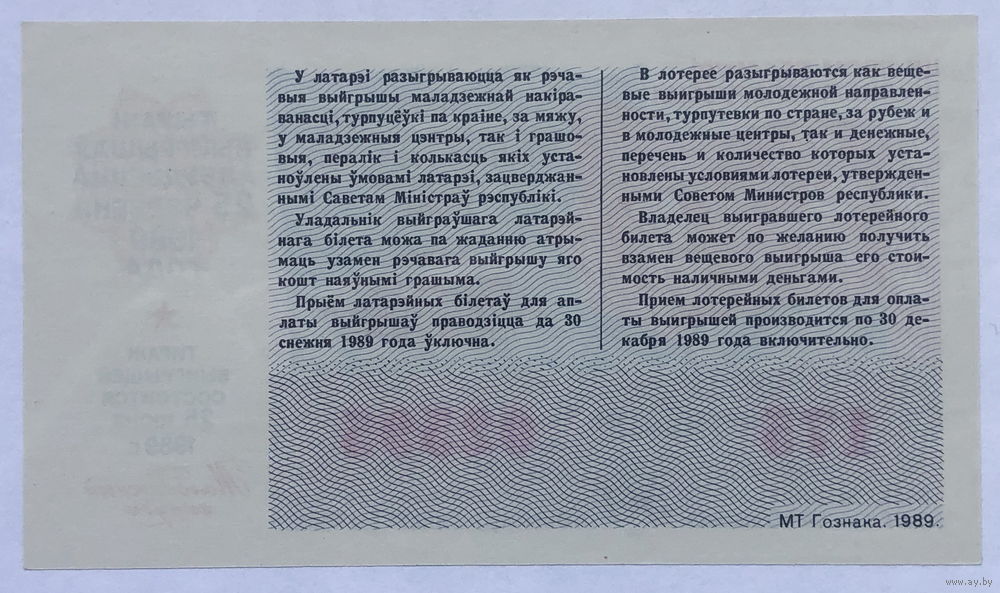 У латарэі разыгрываюцца як рэча-
выя выйгрышы маладзежнай накіра-
ванасці, турпуцёўкі па краіне, за мяжу,
у маладзежныя цэнтры, так і грашо-
выя, пералік і колькасць якіх уста-
ноўлены ўмовамі латарэі, зацверджан-
нымі Саветам Міністраў рэспублікі.
Уладальнік выйграўшага латарэй-
нага білета можа па жаданню атры-
маць узамен рэчавага выйгрышу яго
кошт наяўнымі грашыма.
Прыём латарэйных білетаў для ап-
латы выйгрышаў праводзіцца да 30
снежня 1989 года ўключна.
В лотерее разыгрываются как веще-
вые выигрыши молодежной направлен-
ности, турпутевки по стране, за рубеж и
в молодежные центры, так и денежные,
перечень и количество которых уста-
новлены условиями лотереи, утвержден-
ными Советом Министров республики.
Владелец выигравшего лотерейного
билета может по желанию получить
взамен вещевого выигрыша его стои-
мость наличными деньгами.
Прием лотерейных билетов для опла-
ты выигрышей производится по 30 де-
кабря 1989 года включительно.
МТ Гознака. 1989.
www.ay.by